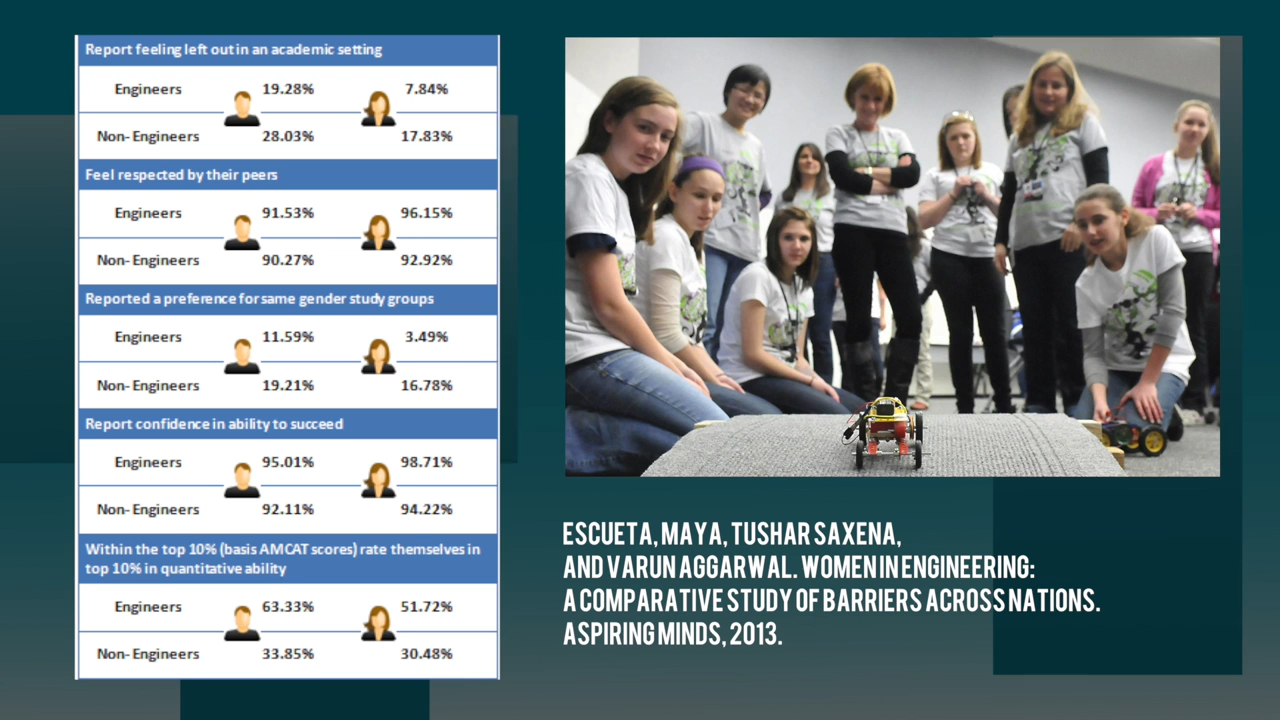 Report feeling left out in an academic setting
Engineers 19.28% 7.84%
Non-Engineers 28.03% 17.83%
Feel respected by their peers
Engineers 91.53% 96.15%
Non-Engineers 90.27% 92.92%
Reported a preference for same gender study groups
Engineers 11.59% 3.49%
Non-Engineers 19.21% 16.78%
Report confidence in ability to succeed
Engineers 95.01% 98.71%
Non-Engineers 92.11% 94.22%
Within the top 10% (basis AMCAT scores) rate themselves in
top 10% in quantitative ability
Engineers 63.33% 51.72%
Non-Engineers 33.85% 30.48%
ESCUETA, MAYA, TUSHAR SAXENA,
AND VARUN AGGARWAL. WOMEN IN ENGINEERING:
A COMPARATIVE STUDY OF BARRIERS ACROSS NATIONS.
ASPIRING MINDS, 2013.